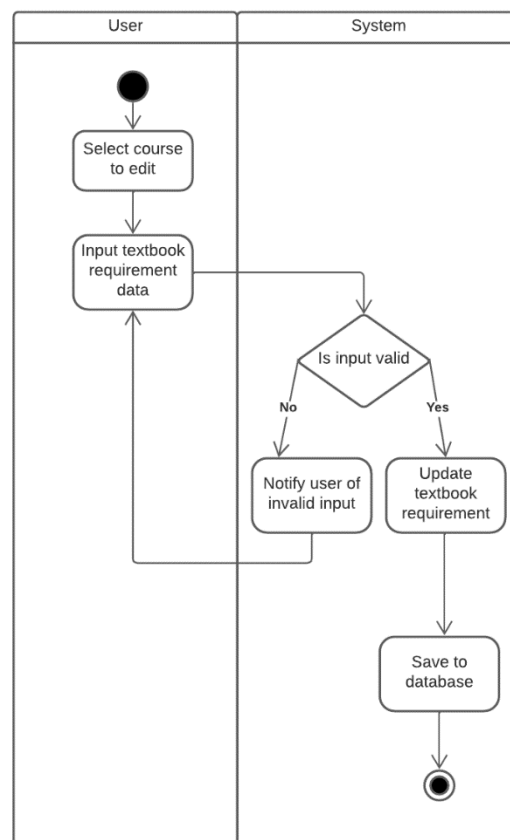 User
System
Select course
to edit
Input textbook
requirement
data
Is input valid
No
Yes
Notify user of
invalid input
Update
textbook
requirement
Save to
database